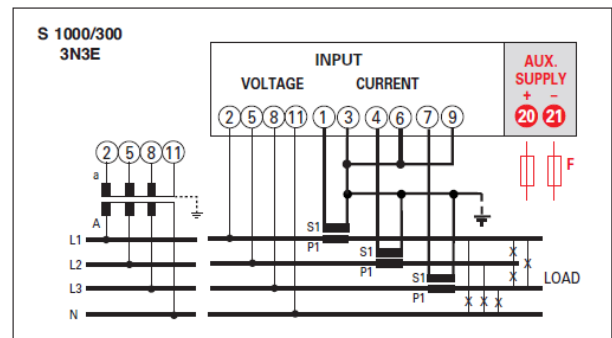 S 1000/300
3N3E
INPUT
VOLTAGE CURRENT
AUX.
SUPPLY
+ −
2 5 8 11 1 3 4 6 7 9 20 21
2 5 8 11
a
F
A
S1
L1 P1
L2 S1
P1
L3 S1 LOAD
P1
N
X X X X X X